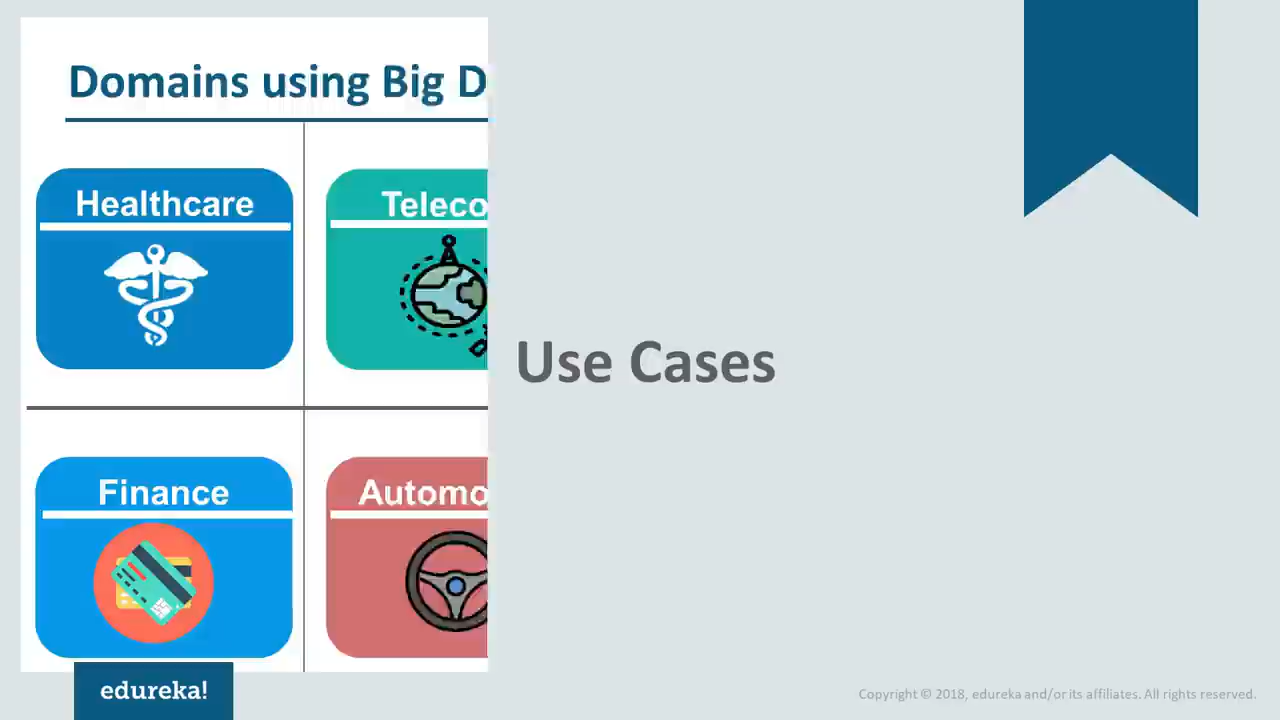 Domains using Big D
Healthcare
Teleco
Use Cases
Finance
Automo
edureka!
Copyright © 2018, edureka and/or its affiliates. All rights reserved.